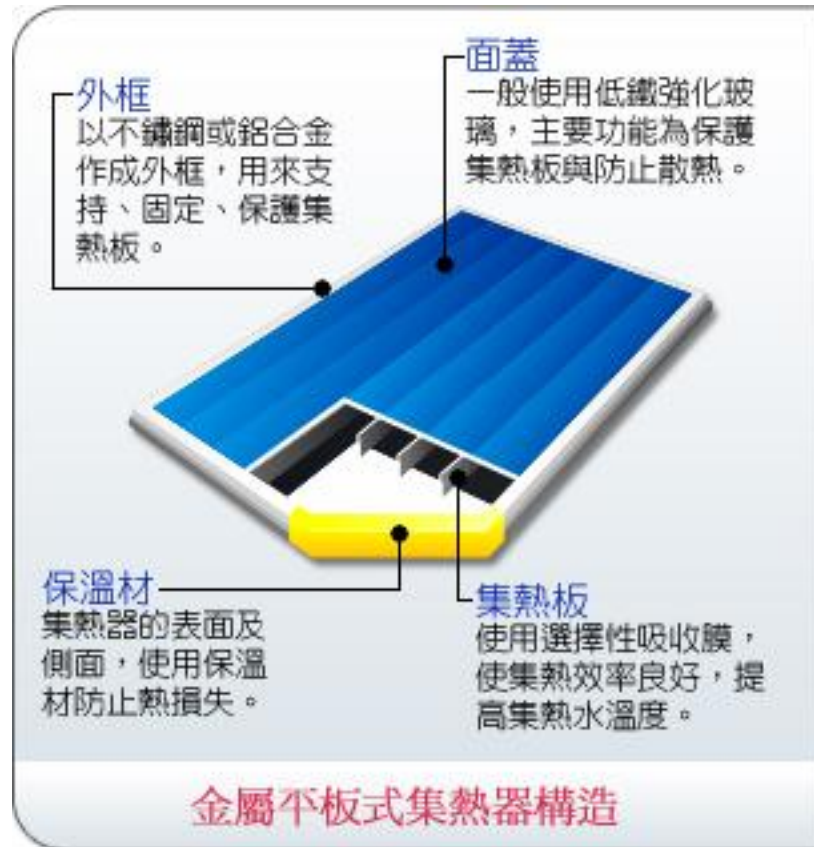 外框
以不鏽鋼或鋁合金
作成外框，用來支
持、固定、保護集
熱板。
面蓋
一般使用低鐵強化玻
璃，主要功能為保護
集熱板與防止散熱。
保溫材
集熱器的表面及
側面，使用保溫
材防止熱損失。
集熱板
使用選擇性吸收膜，
使集熱效率良好，提
高集熱水溫度。
金屬平板式集熱器構造